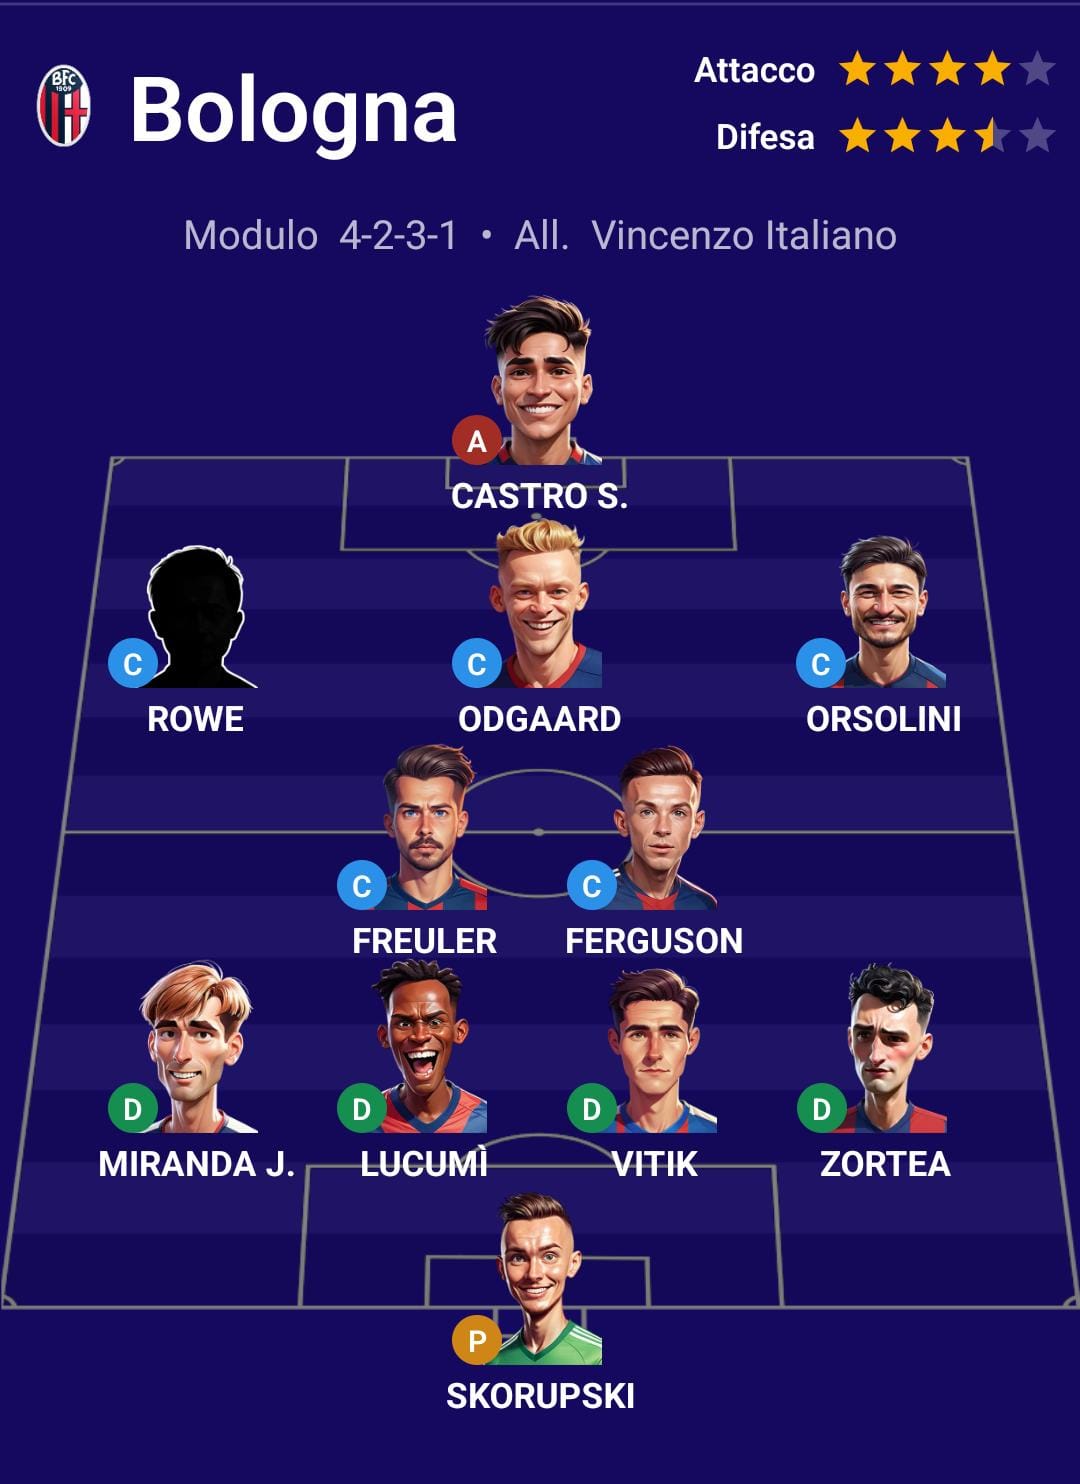 BFC
1909
Bologna
Attacco
Difesa
Modulo 4-2-3-1 • All. Vincenzo Italiano
A
CASTRO S.
C
ROWE
C
ODGAARD
C
ORSOLINI
C
FREULER
C
FERGUSON
D
MIRANDA J.
D
LUCUMÌ
D
VITIK
D
ZORTEA
P
SKORUPSKI